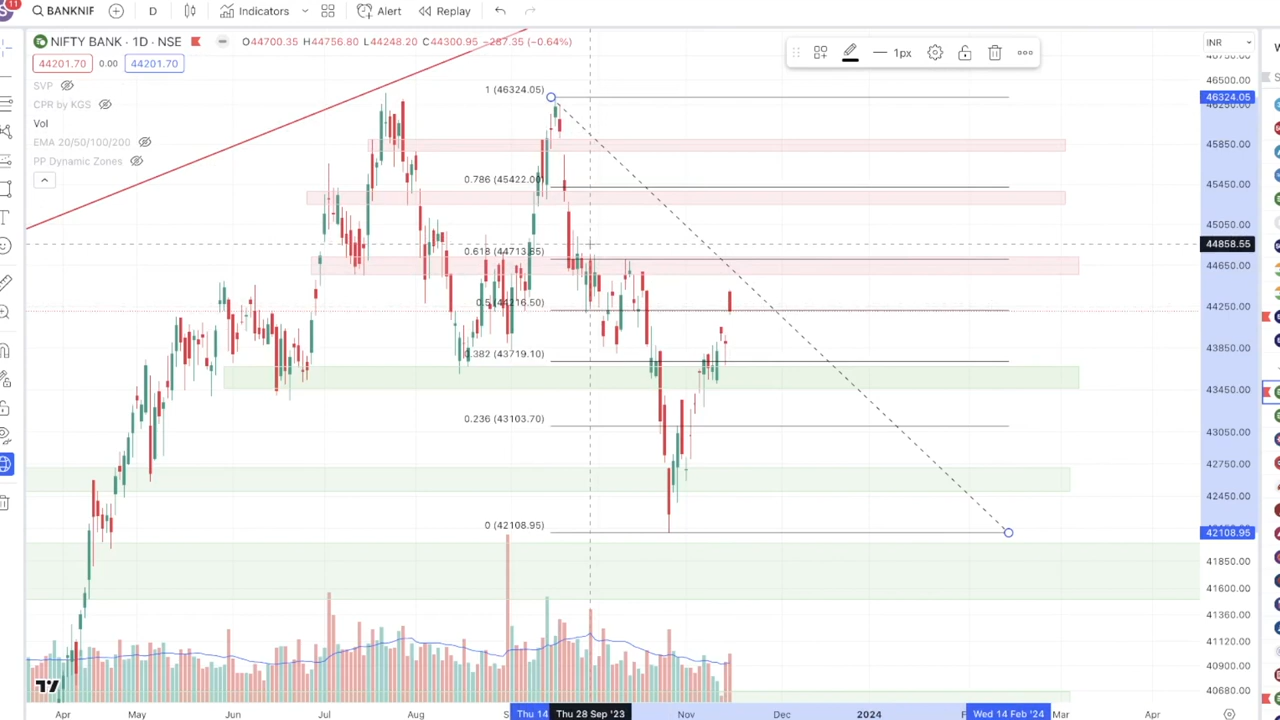 11
BANKNIF
D
Indicators
Alert
Replay
NIFTY BANK · 1D · NSE
O44700.35 H44756.80 L44248.20 C44300.95 −287.35 (−0.64%)
44201.70 0.00 44201.70
SVP
CPR by KGS
Vol
EMA 20/50/100/200
PP Dynamic Zones
1px
INR
1 (46324.05)
0.786 (45422.00)
0.618 (44713.85)
0.5 (44216.50)
0.382 (43719.10)
0.236 (43103.70)
0 (42108.95)
46500.00
46324.05
45850.00
45450.00
45050.00
44858.55
44650.00
44250.00
43850.00
43450.00
43050.00
42750.00
42450.00
42108.95
41850.00
41600.00
41360.00
41120.00
40900.00
40680.00
Apr May Jun Jul Aug Thu 14 Thu 28 Sep '23 Nov Dec 2024 Wed 14 Feb '24 Mar Apr